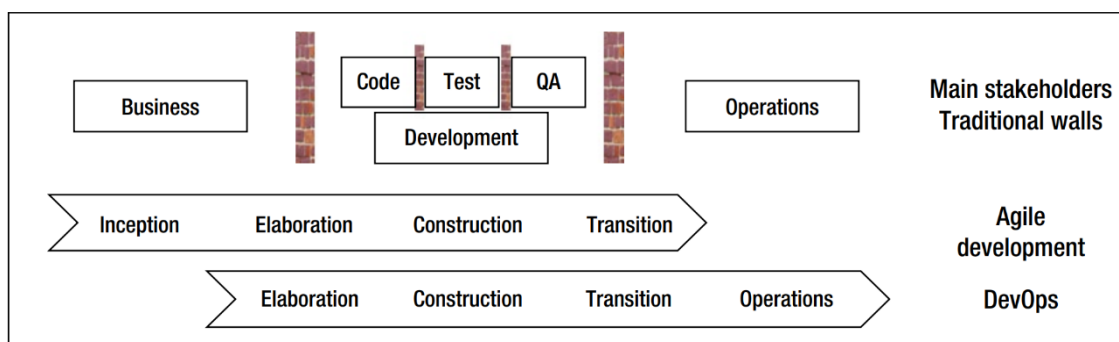 Code Test QA
Business Development Operations
Main stakeholders
Traditional walls
Inception Elaboration Construction Transition
Agile
development
Elaboration Construction Transition Operations
DevOps